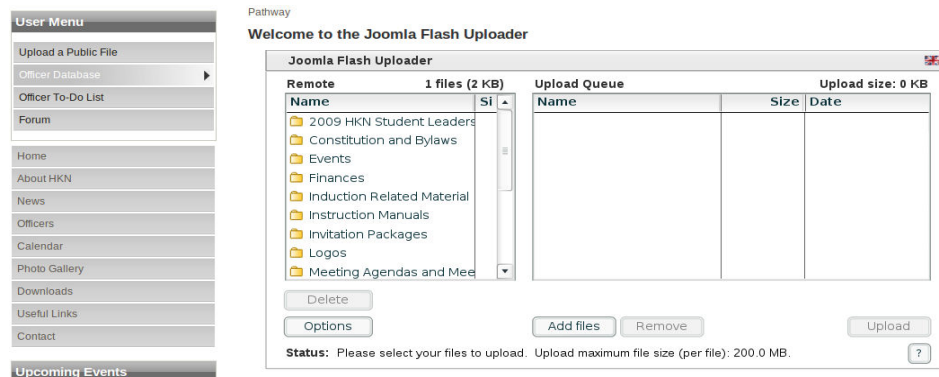 User Menu
Upload a Public File
Officer Database
Officer To-Do List
Forum
Home
About HKN
News
Officers
Calendar
Photo Gallery
Downloads
Useful Links
Contact
Upcoming Events
Pathway
Welcome to the Joomla Flash Uploader
Joomla Flash Uploader
Remote 1 files (2 KB)
Name Si
2009 HKN Student Leaders
Constitution and Bylaws
Events
Finances
Induction Related Material
Instruction Manuals
Invitation Packages
Logos
Meeting Agendas and Mee
Delete
Options
Upload Queue Upload size: 0 KB
Name Size Date
Add files Remove Upload
Status: Please select your files to upload. Upload maximum file size (per file): 200.0 MB.
?